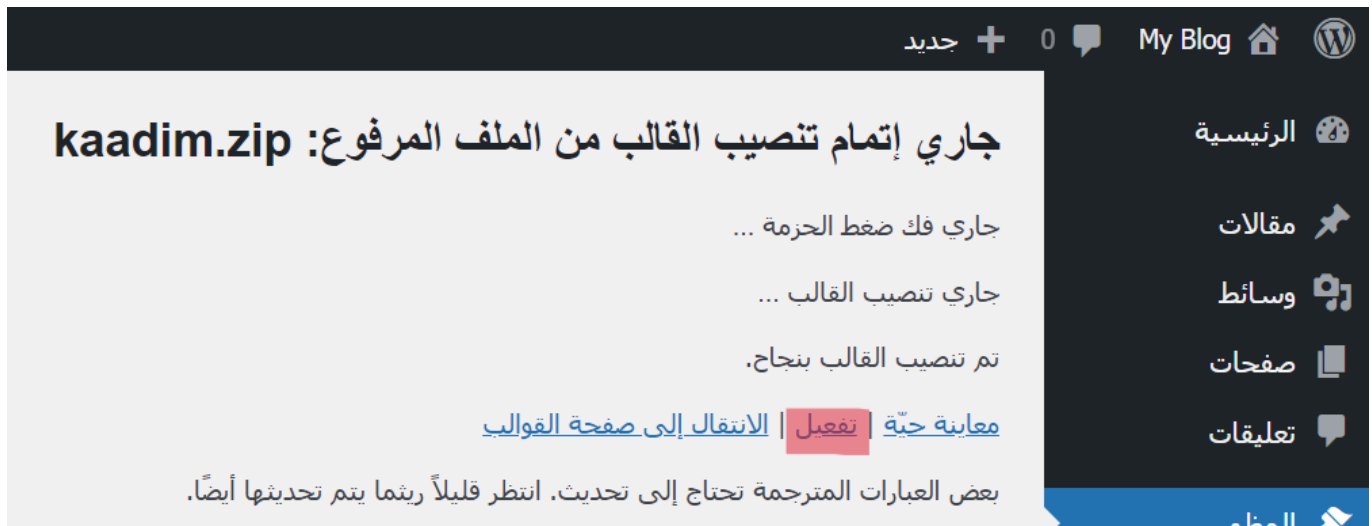 My Blog 0 جديد
الرئيسية
مقالات
وسائط
صفحات
تعليقات
جاري إتمام تنصيب القالب من الملف المرفوع: kaadim.zip
جاري فك ضغط الحزمة ...
جاري تنصيب القالب ...
تم تنصيب القالب بنجاح.
معاينة حيّة | تفعيل | الانتقال إلى صفحة القوالب
بعض العبارات المترجمة تحتاج إلى تحديث. انتظر قليلاً ريثما يتم تحديثها أيضًا.